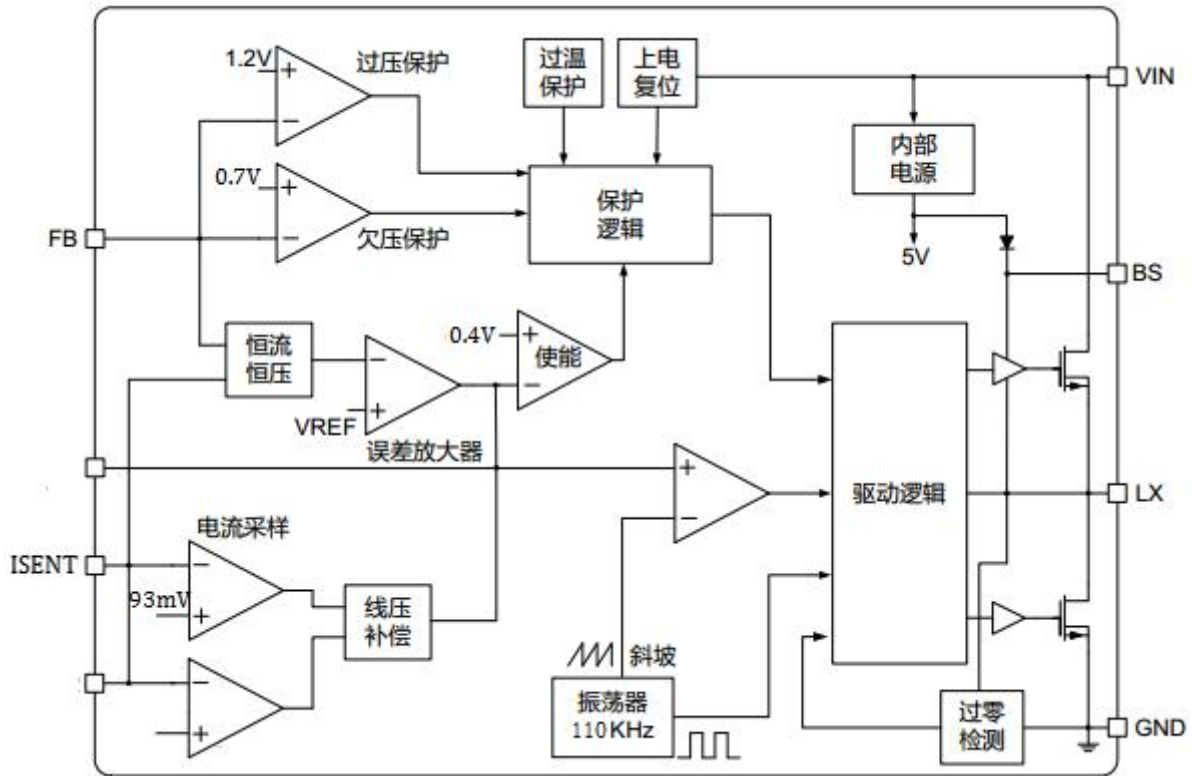 1.2V
过压保护
过温
保护
上电
复位
VIN
内部
电源
0.7V
保护
逻辑
FB
欠压保护
5V
BS
恒流
恒压
0.4V
使能
VREF
误差放大器
驱动逻辑
LX
电流采样
ISENT
93mV
线压
补偿
斜坡
振荡器
110KHz
过零
检测
GND